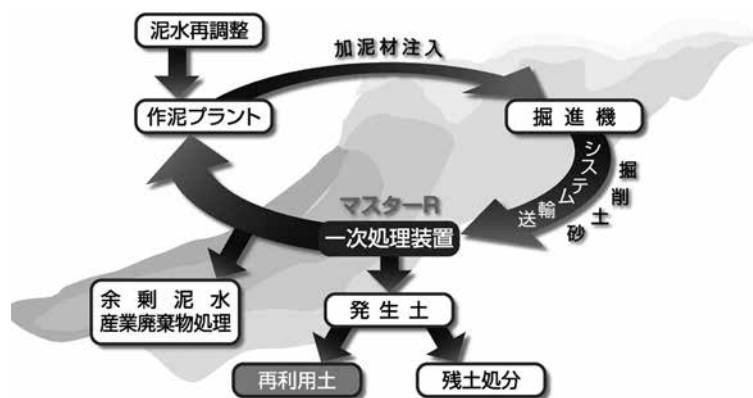 泥水再調整
加泥材注入
作泥プラント
掘進機
システム輸送
掘削土砂
マスターR
一次処理装置
余剰泥水
産業廃棄物処理
発生土
再利用土
残土処分